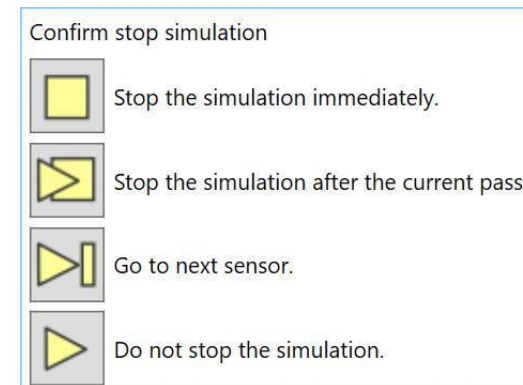 Confirm stop simulation
Stop the simulation immediately.
Stop the simulation after the current pass
Go to next sensor.
Do not stop the simulation.